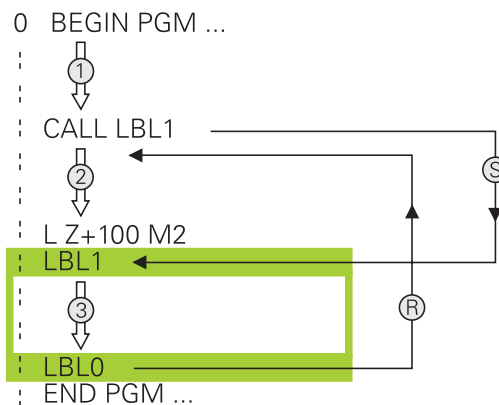 0 BEGIN PGM ...
1
CALL LBL1
S
2
L Z+100 M2
LBL1
3
R
LBL0
END PGM ...